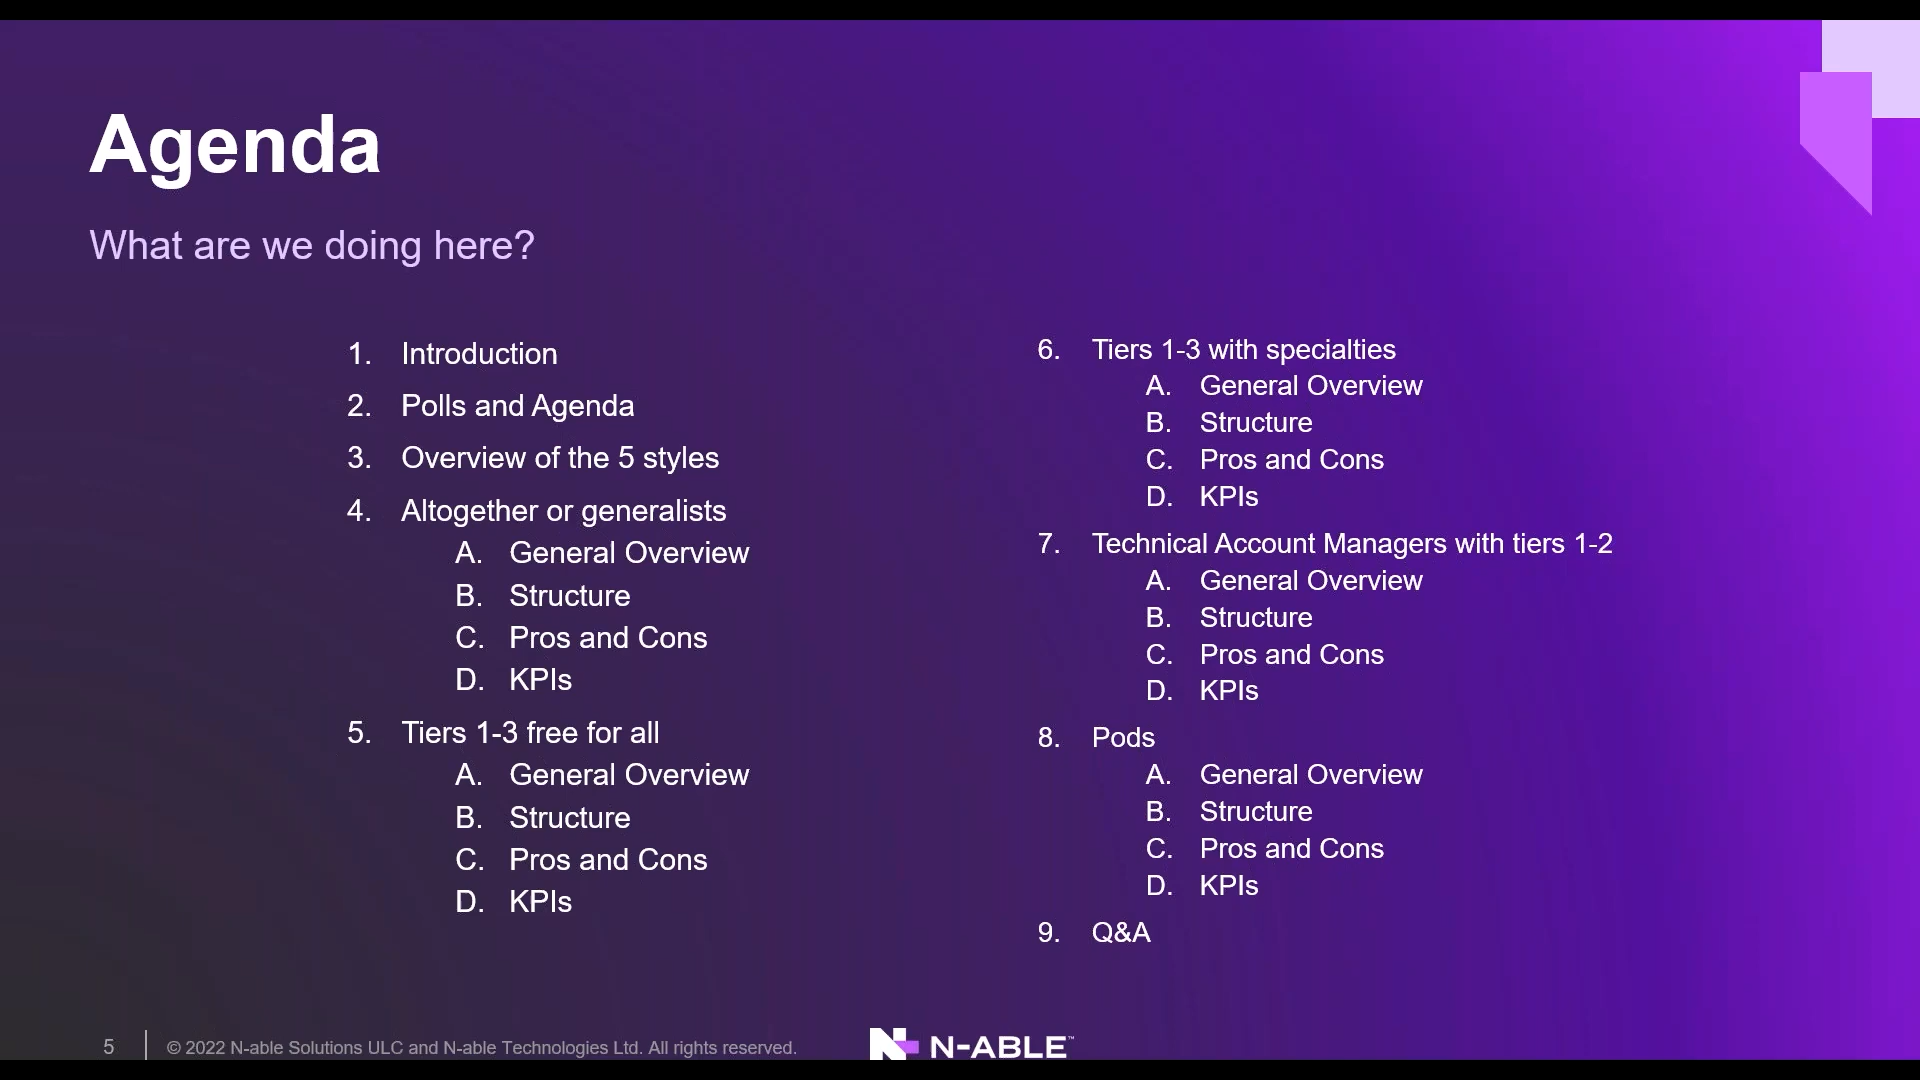 Agenda
What are we doing here?
1. Introduction
2. Polls and Agenda
3. Overview of the 5 styles
4. Altogether or generalists
A. General Overview
B. Structure
C. Pros and Cons
D. KPIs
5. Tiers 1-3 free for all
A. General Overview
B. Structure
C. Pros and Cons
D. KPIs
6. Tiers 1-3 with specialties
A. General Overview
B. Structure
C. Pros and Cons
D. KPIs
7. Technical Account Managers with tiers 1-2
A. General Overview
B. Structure
C. Pros and Cons
D. KPIs
8. Pods
A. General Overview
B. Structure
C. Pros and Cons
D. KPIs
9. Q&A
5
© 2022 N-able Solutions ULC and N-able Technologies Ltd. All rights reserved.
N-ABLE™